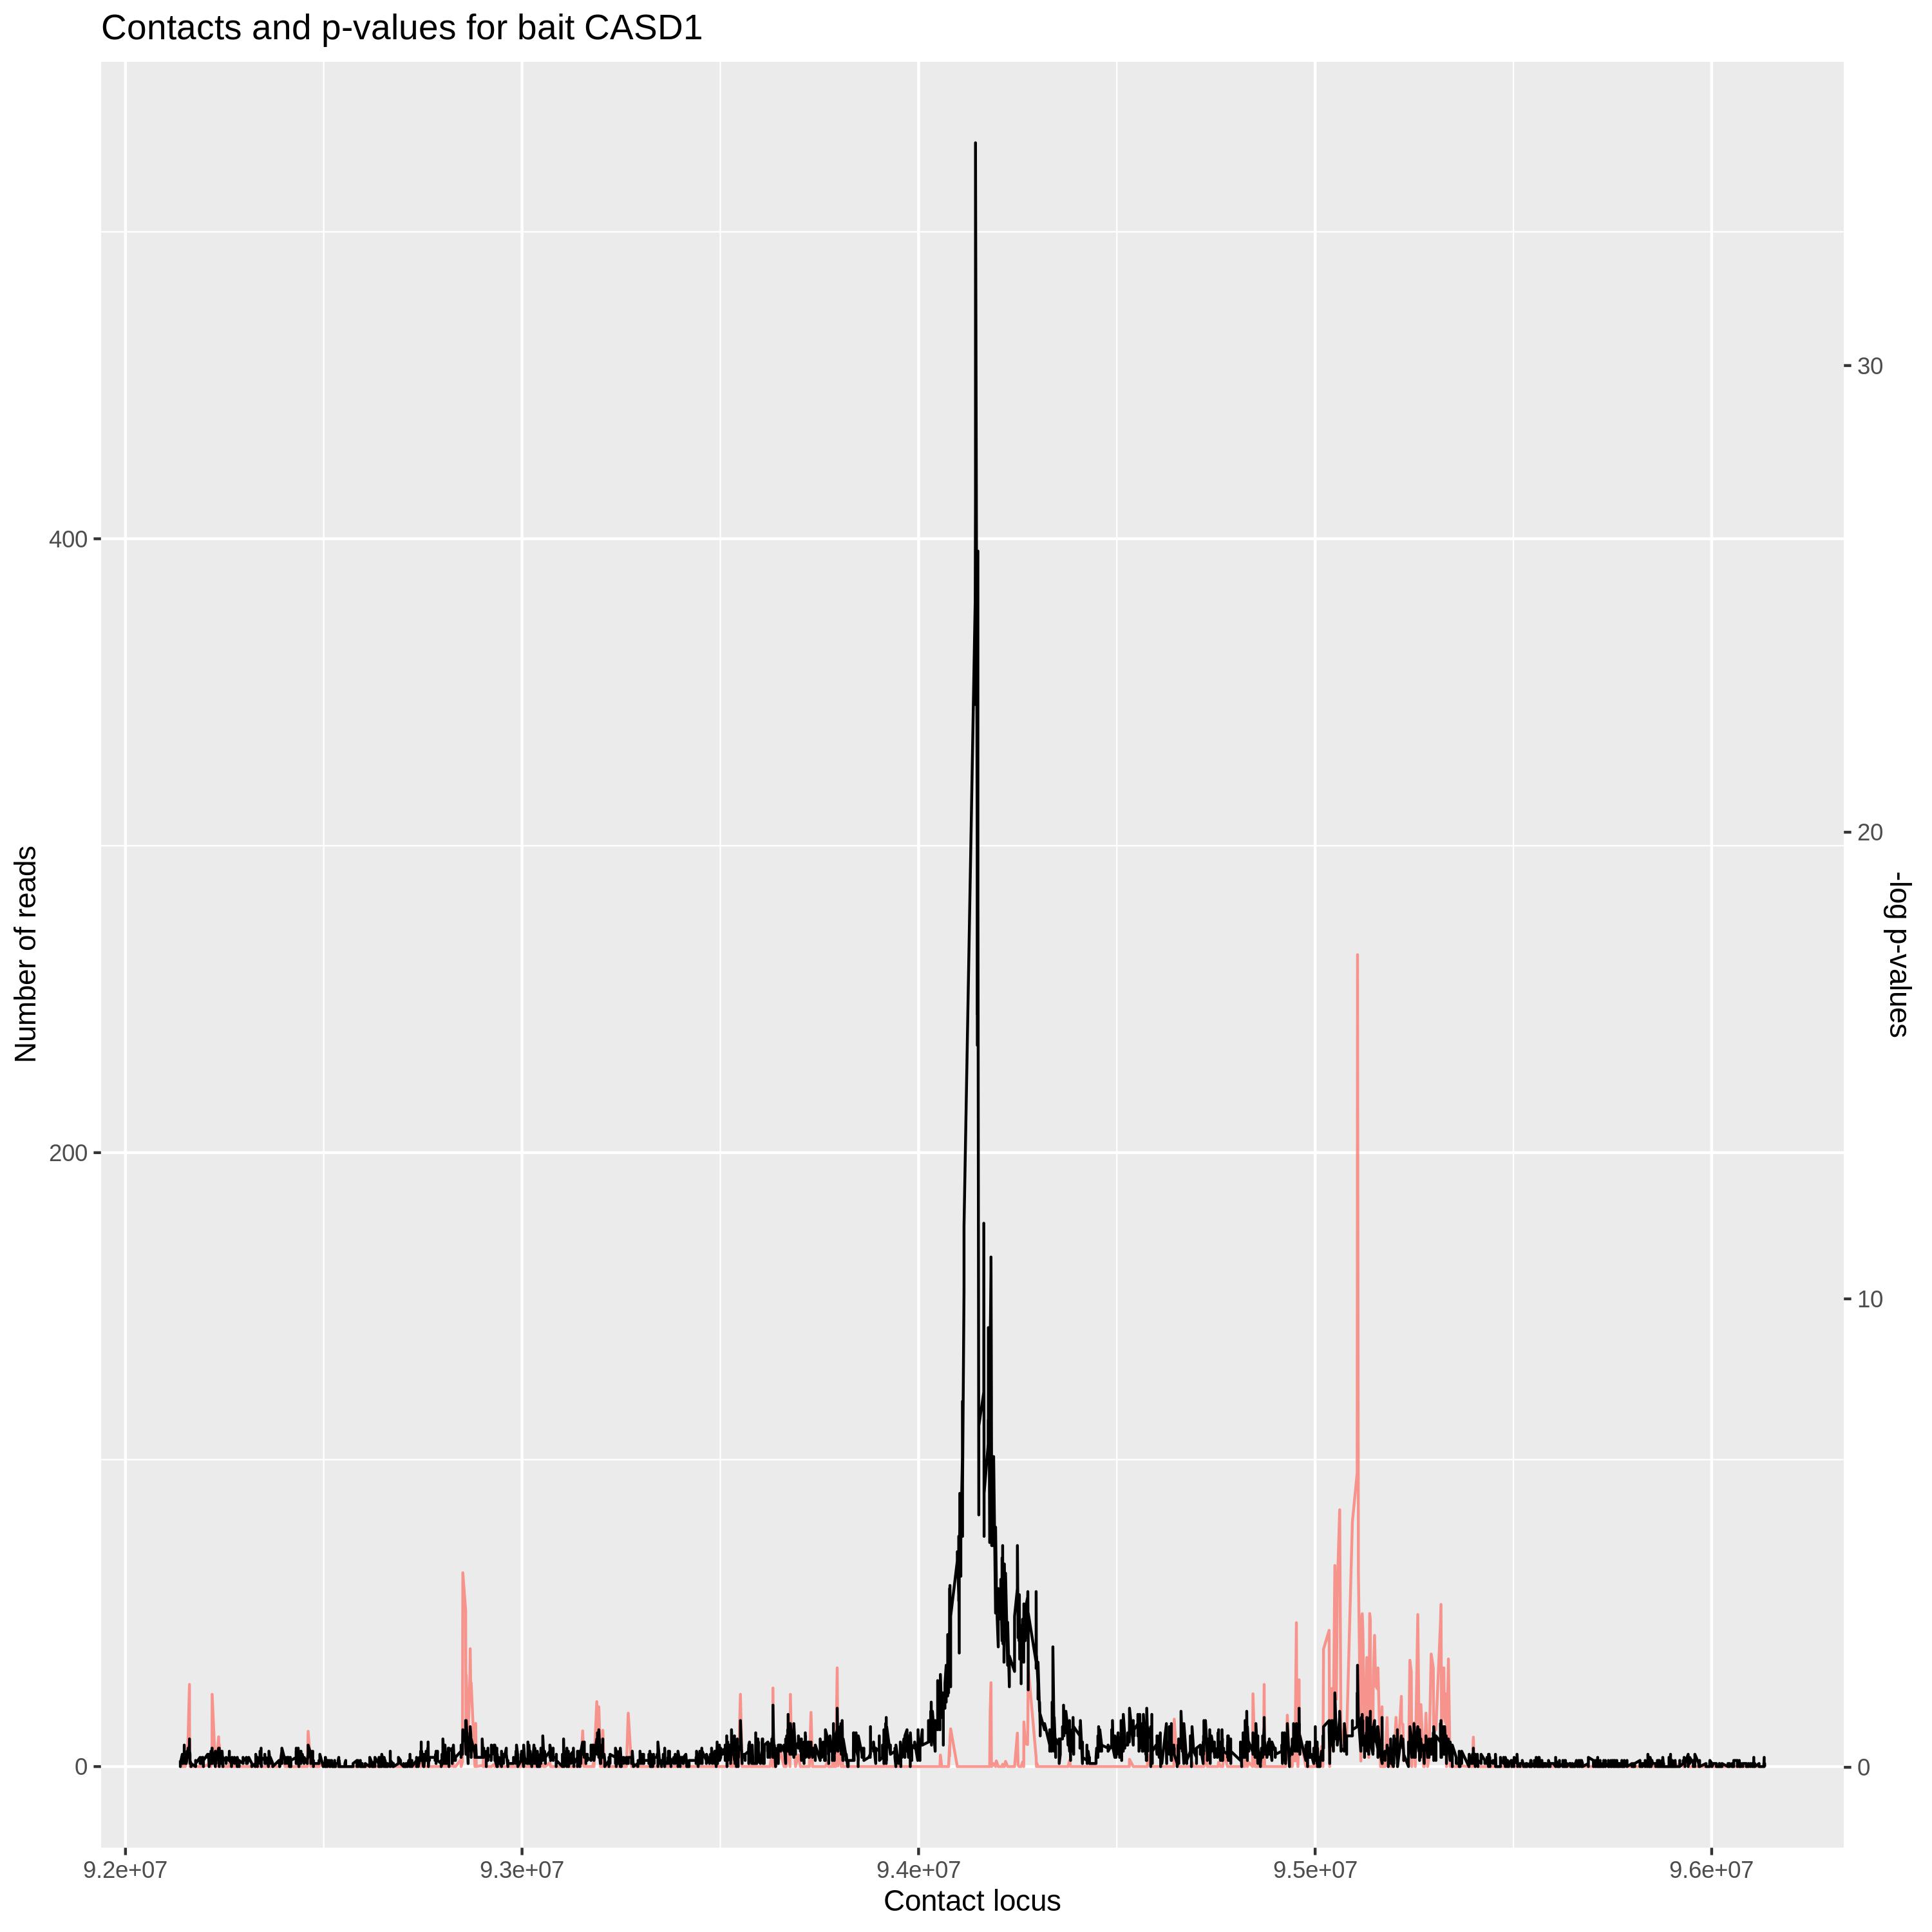 Contacts and p-values for bait CASD1
Number of reads
400
200
0
30
20
10
0
-log p-values
9.2e+07
9.3e+07
9.4e+07
9.5e+07
9.6e+07
Contact locus